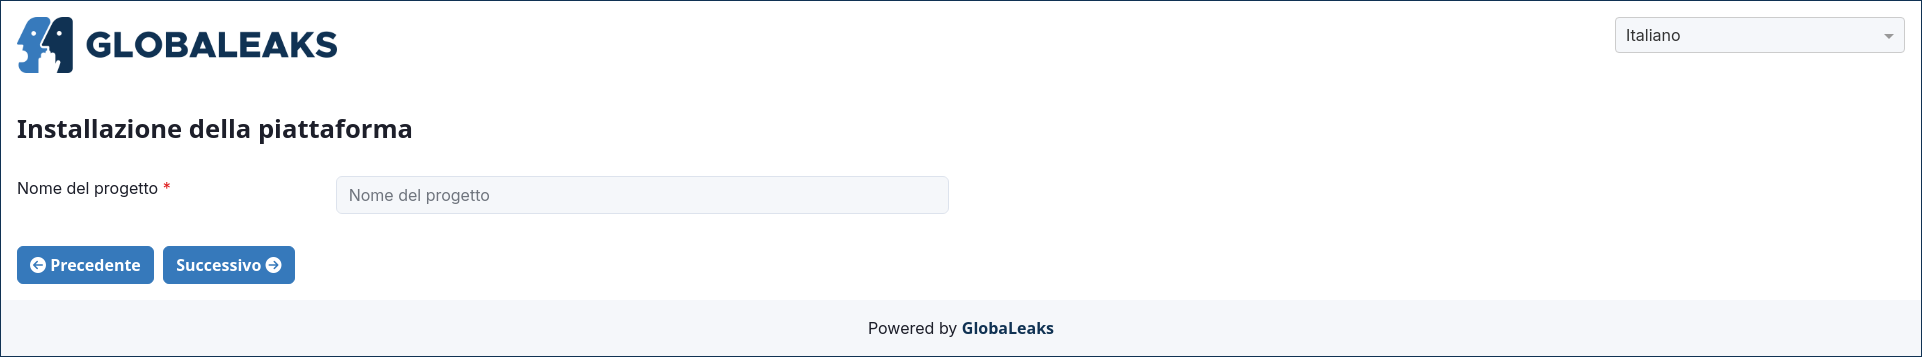 GLOBALEAKS
Italiano
Installazione della piattaforma
Nome del progetto *
Nome del progetto
Precedente
Successivo
Powered by GlobaLeaks